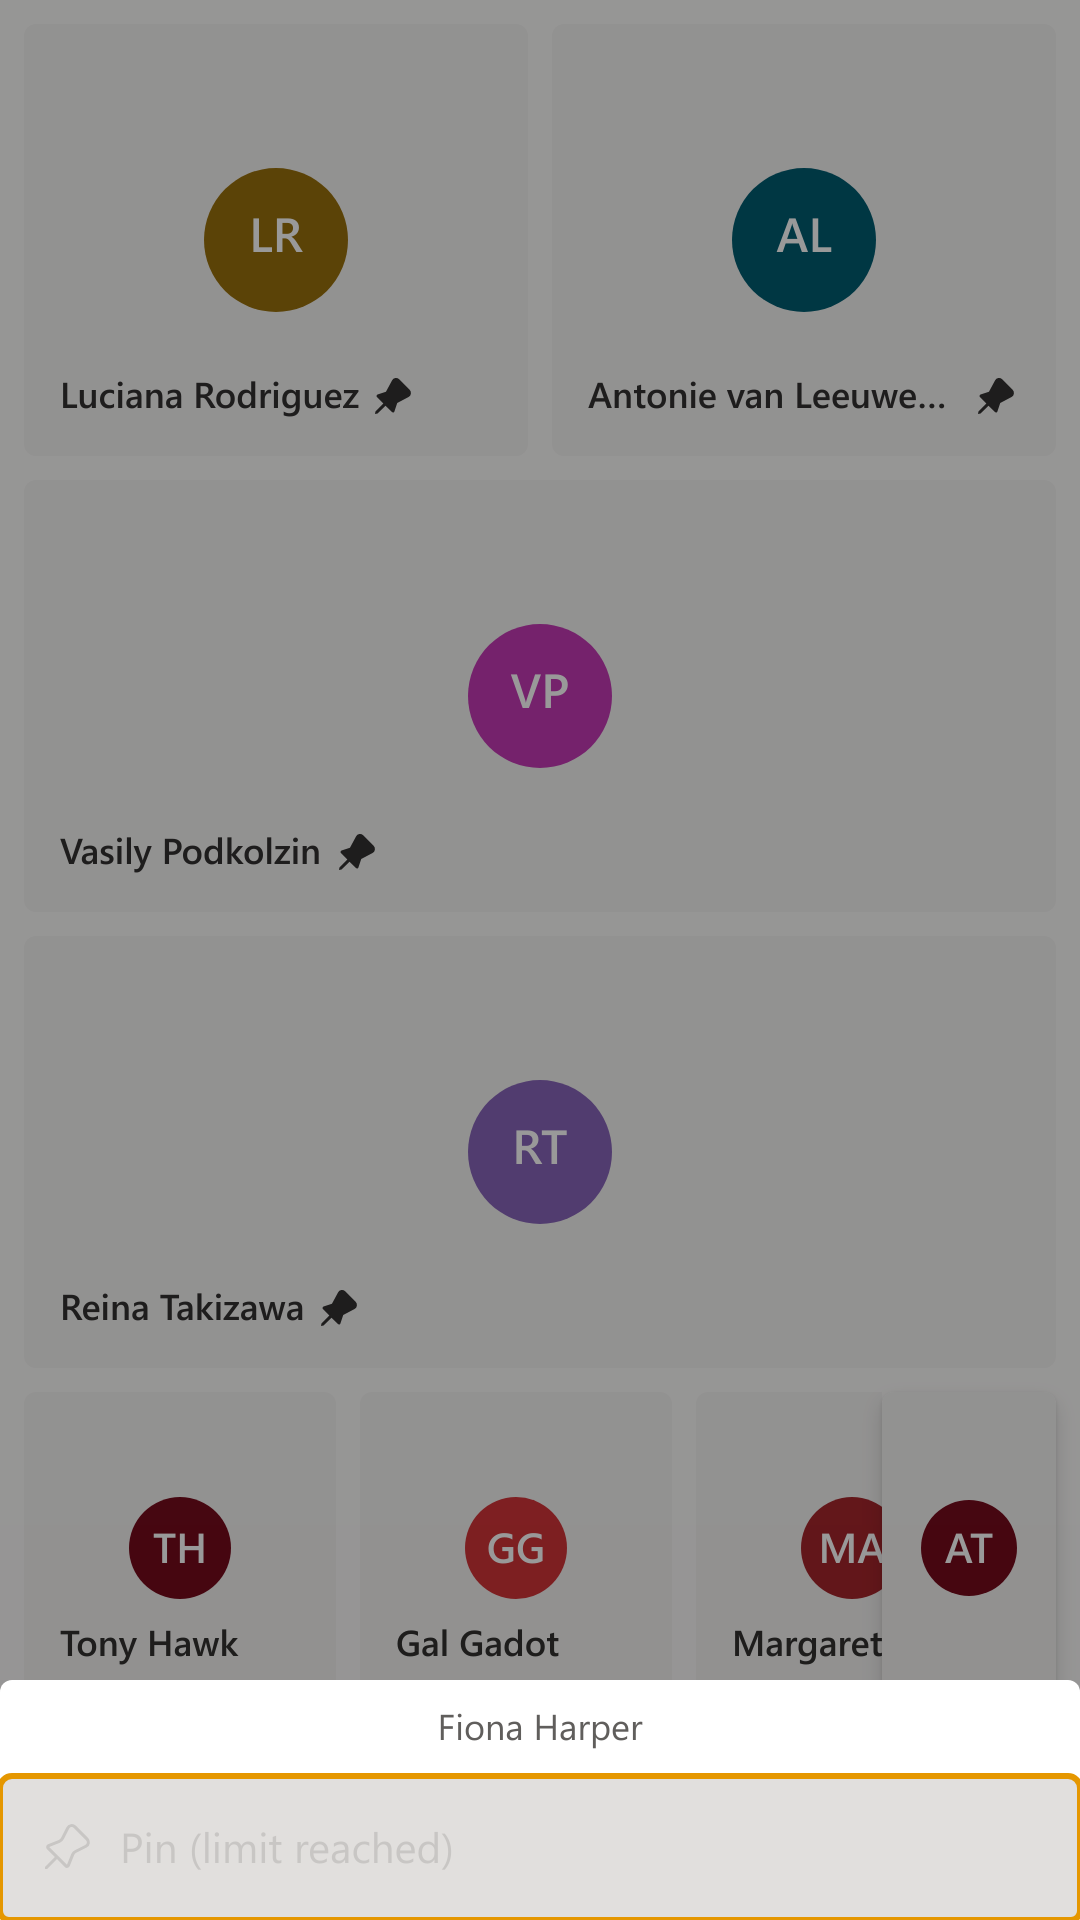 LR
AL
Luciana Rodriguez
Antonie van Leeuwe...
VP
Vasily Podkolzin
RT
Reina Takizawa
TH
GG
MA
AT
Tony Hawk
Gal Gadot
Margaret
Fiona Harper
Pin (limit reached)